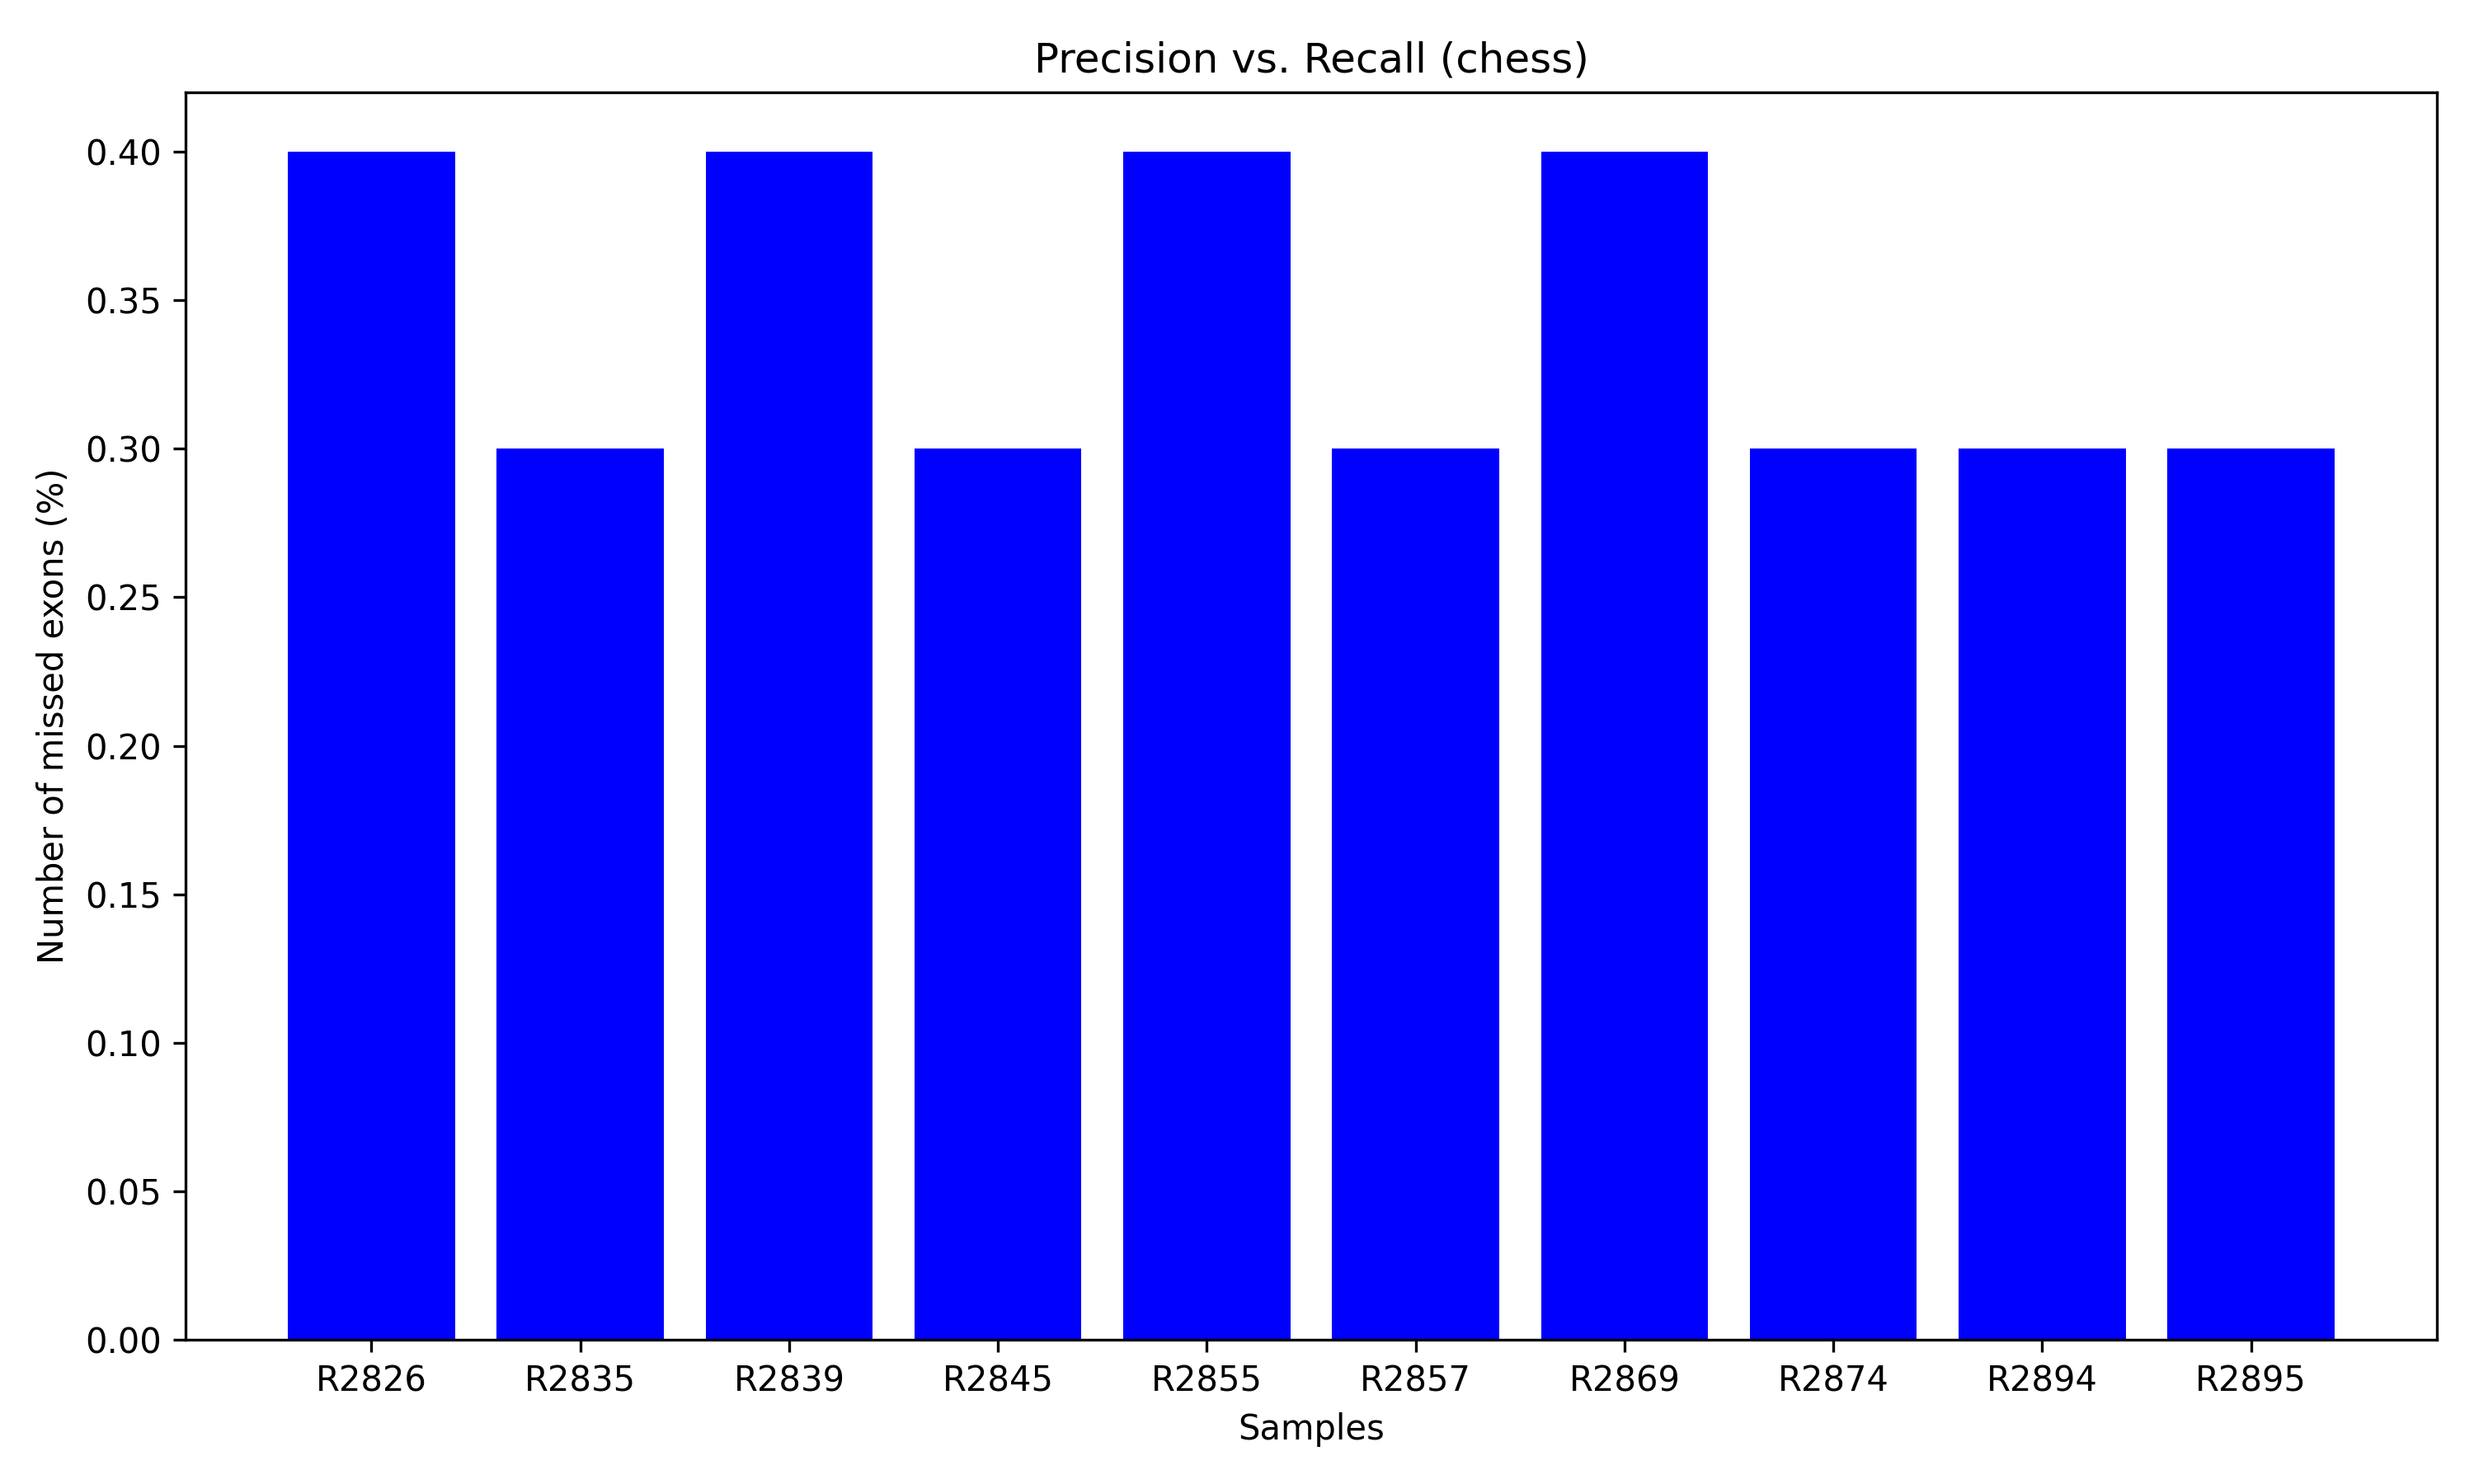 Precision vs. Recall (chess)
Number of missed exons (%)
0.40
0.35
0.30
0.25
0.20
0.15
0.10
0.05
0.00
R2826 R2835 R2839 R2845 R2855 R2857 R2869 R2874 R2894 R2895
Samples